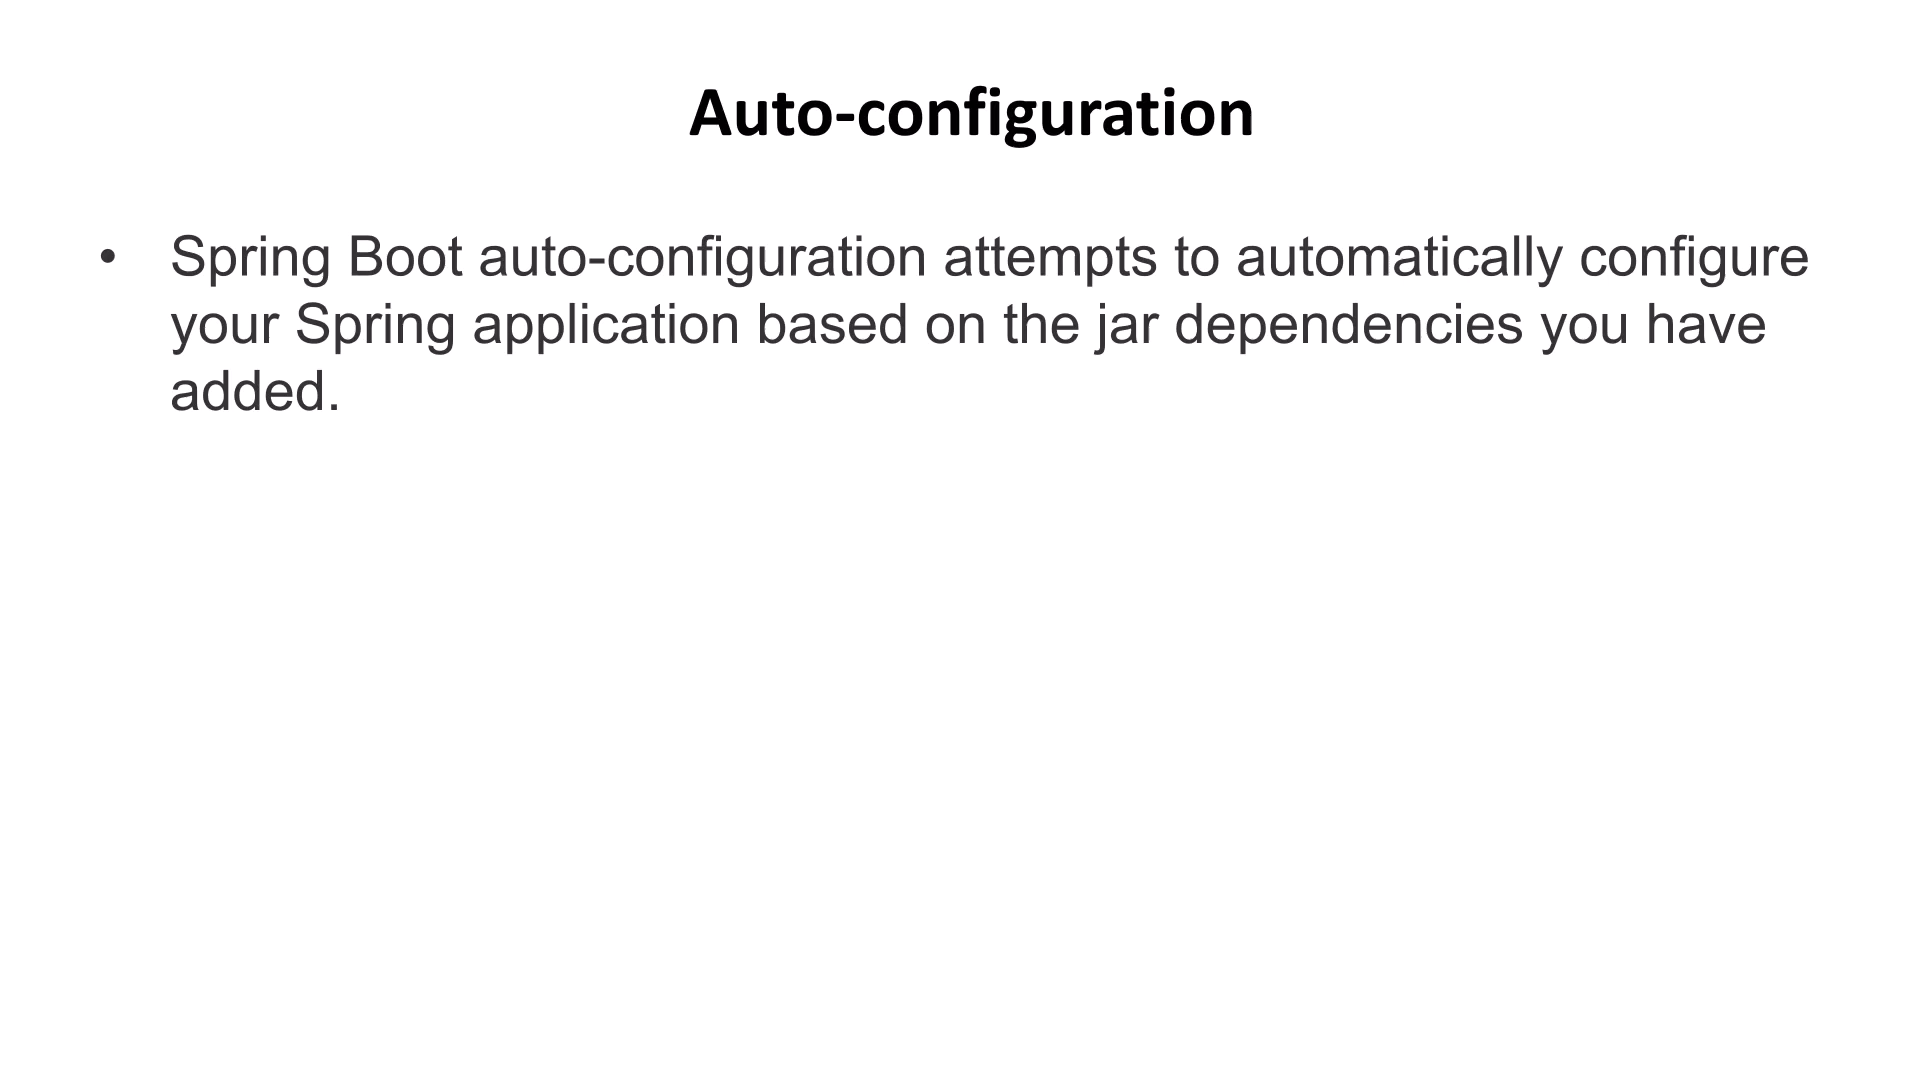 Auto-configuration
• Spring Boot auto-configuration attempts to automatically configure
your Spring application based on the jar dependencies you have
added.